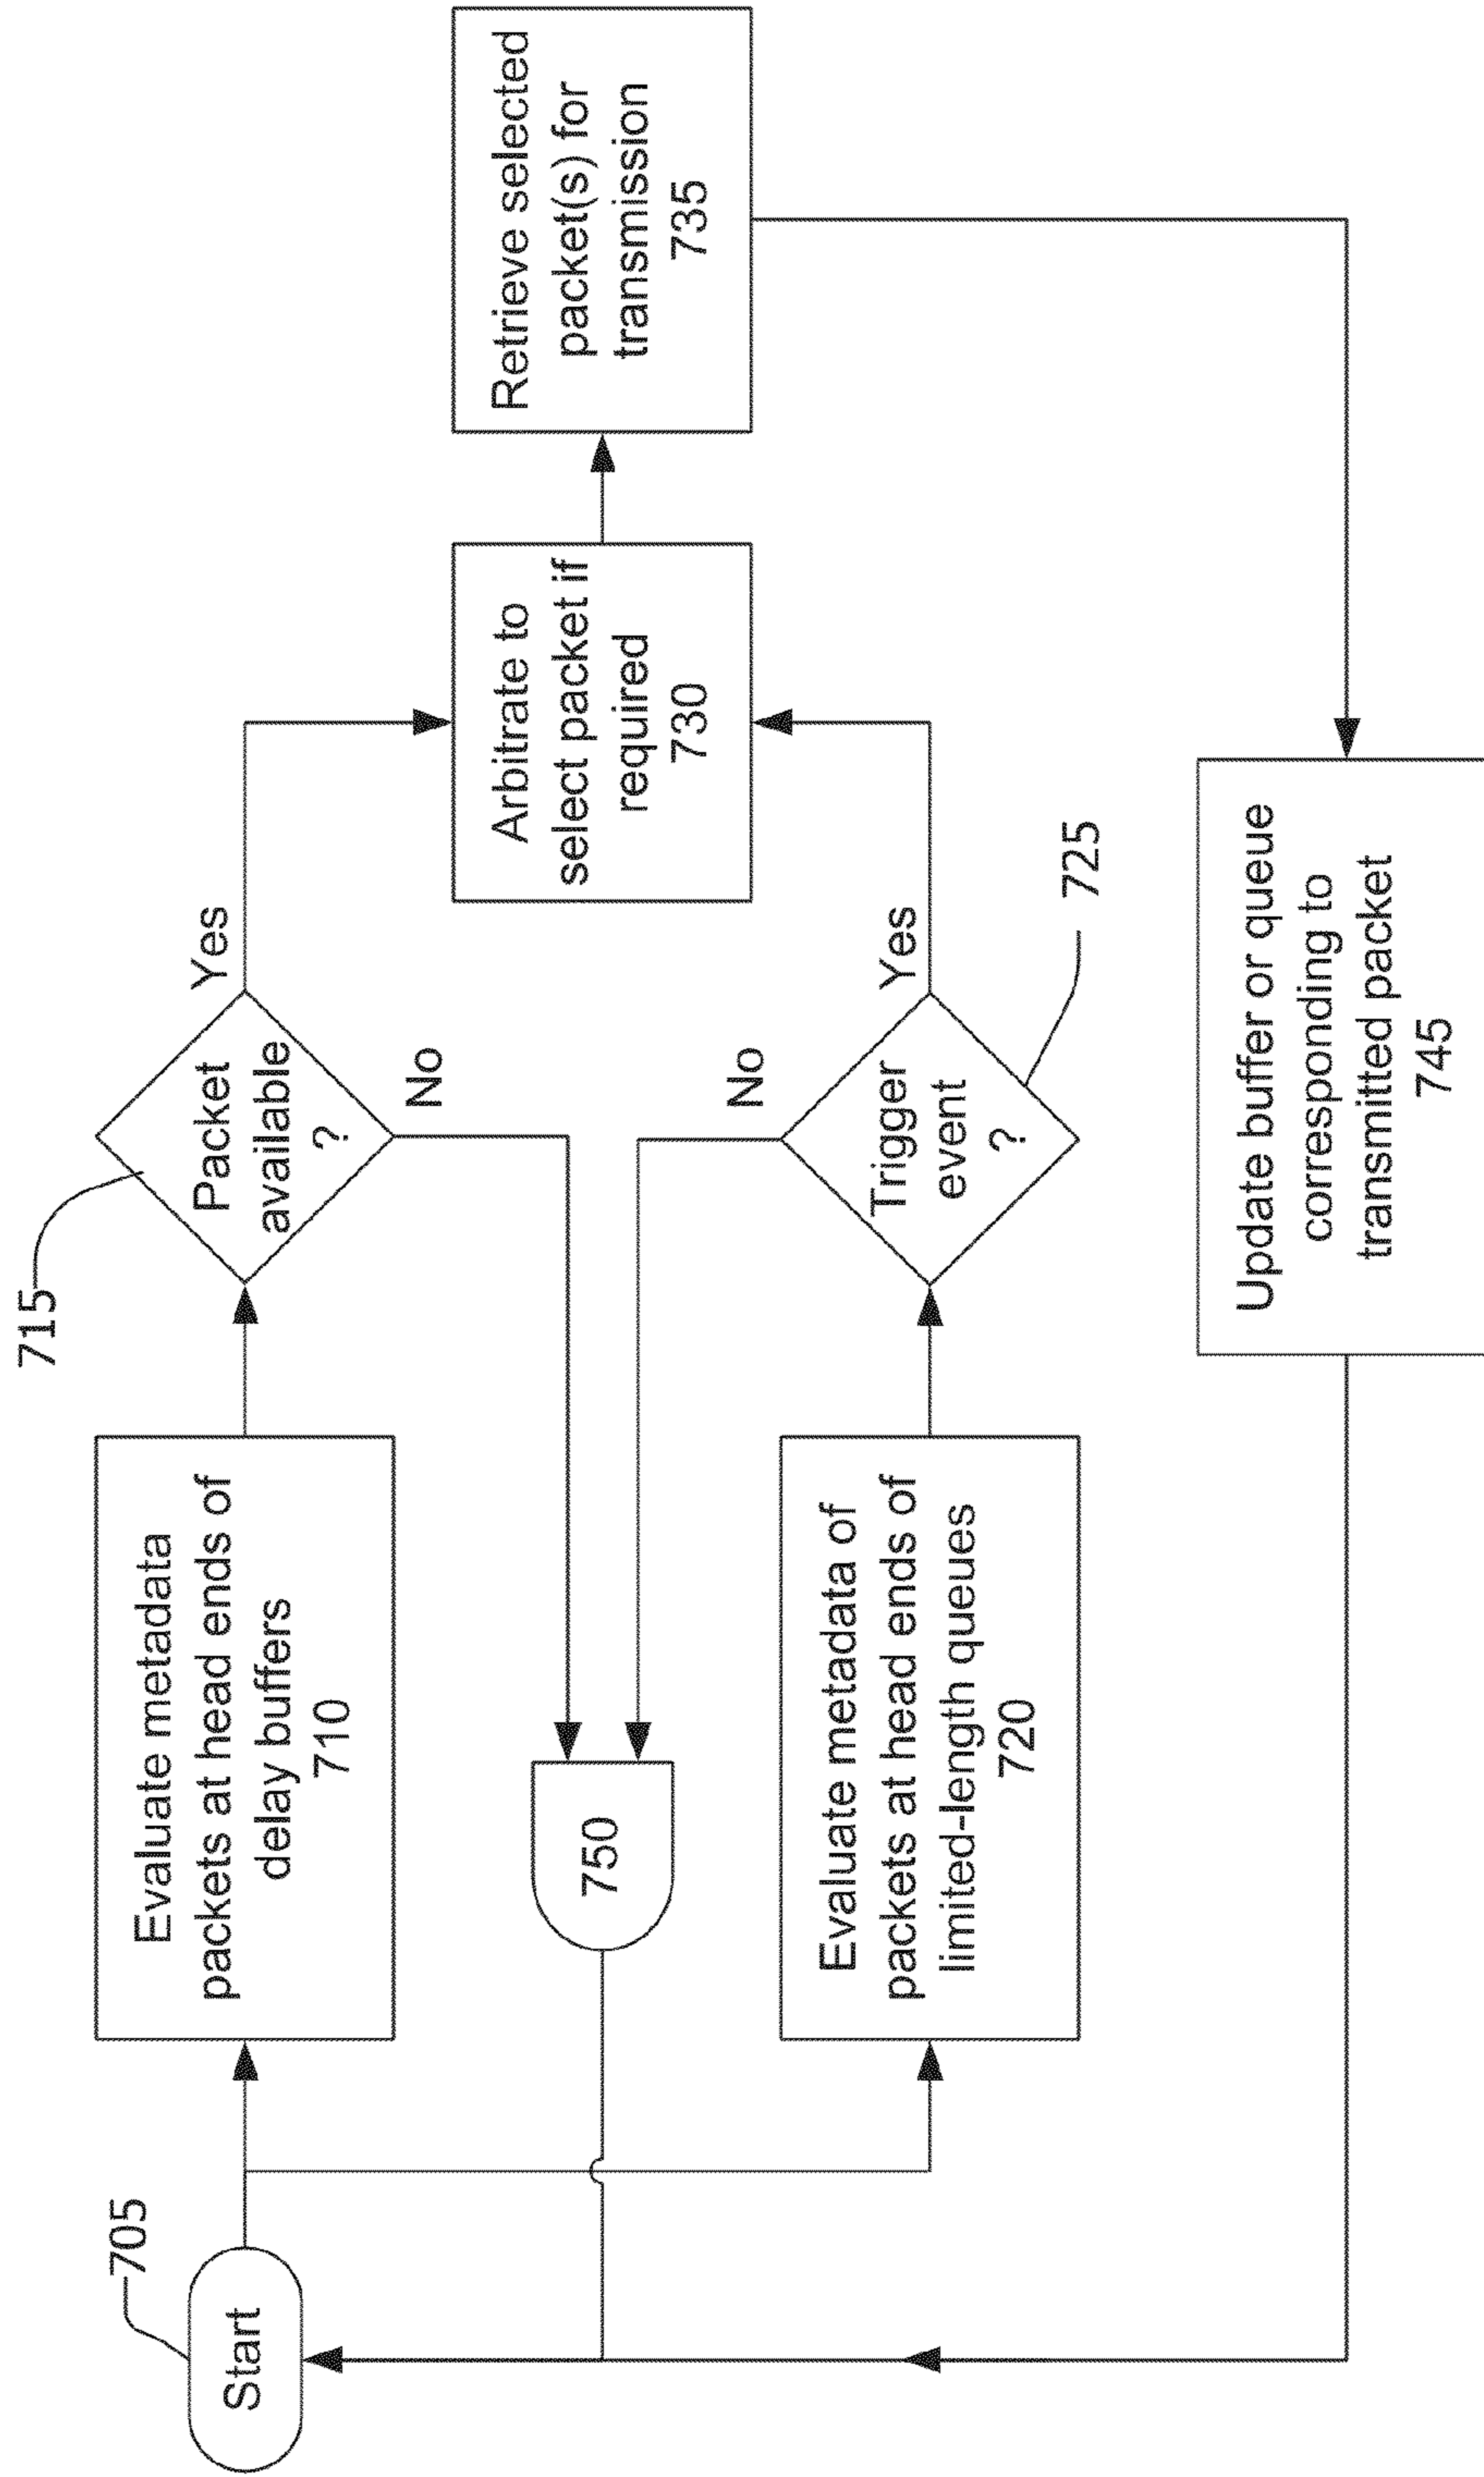 705
Start
Evaluate metadata
packets at head ends of
delay buffers
710
715
Packet
available
?
Yes
No
750
Evaluate metadata of
packets at head ends of
limited-length queues
720
Trigger
event
?
725
No
Yes
Arbitrate to
select packet if
required
730
Retrieve selected
packet(s) for
transmission
735
Update buffer or queue
corresponding to
transmitted packet
745